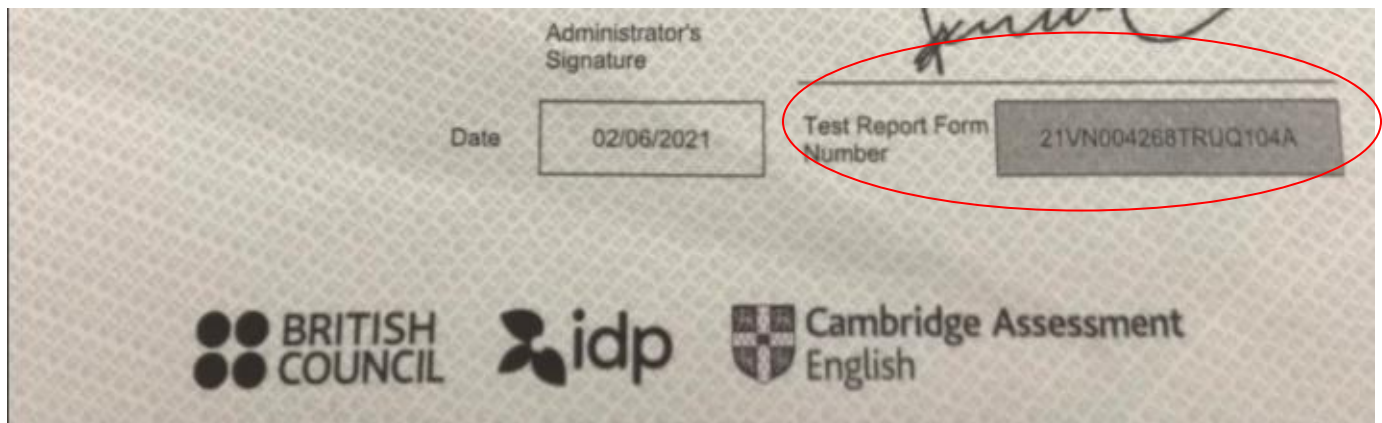 Administrator's
Signature
Date
02/06/2021
Test Report Form
Number
21VN004268TRUQ104A
BRITISH
COUNCIL
idp
Cambridge Assessment
English